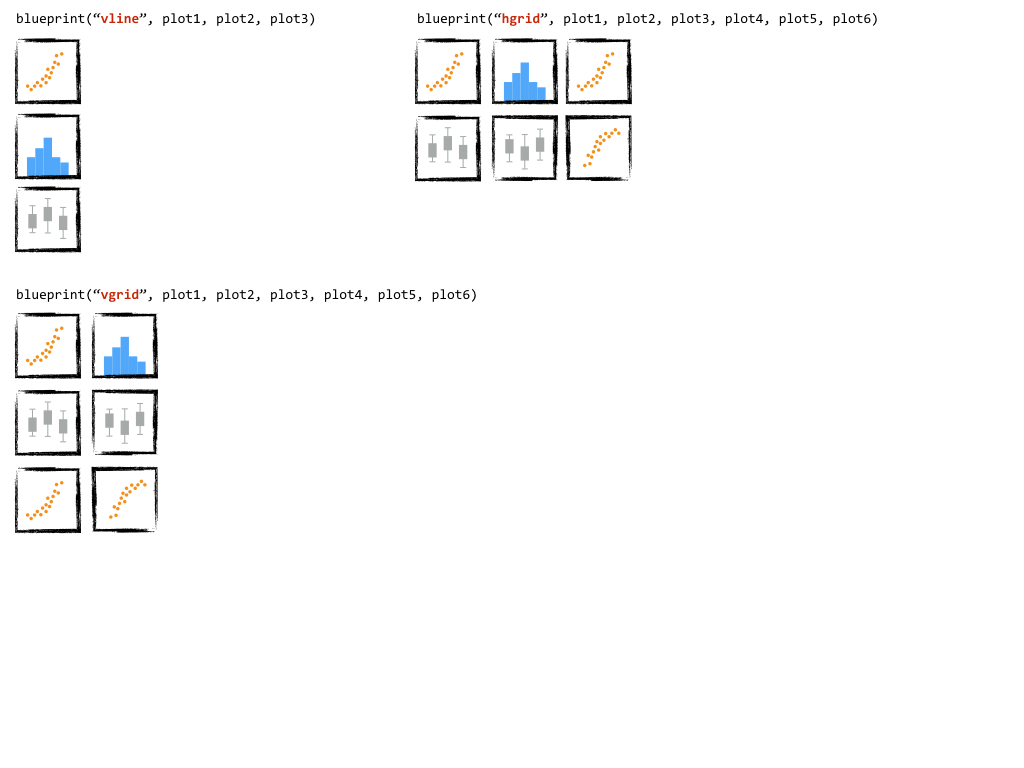 blueprint(“vline”, plot1, plot2, plot3)
blueprint(“hgrid”, plot1, plot2, plot3, plot4, plot5, plot6)
blueprint(“vgrid”, plot1, plot2, plot3, plot4, plot5, plot6)